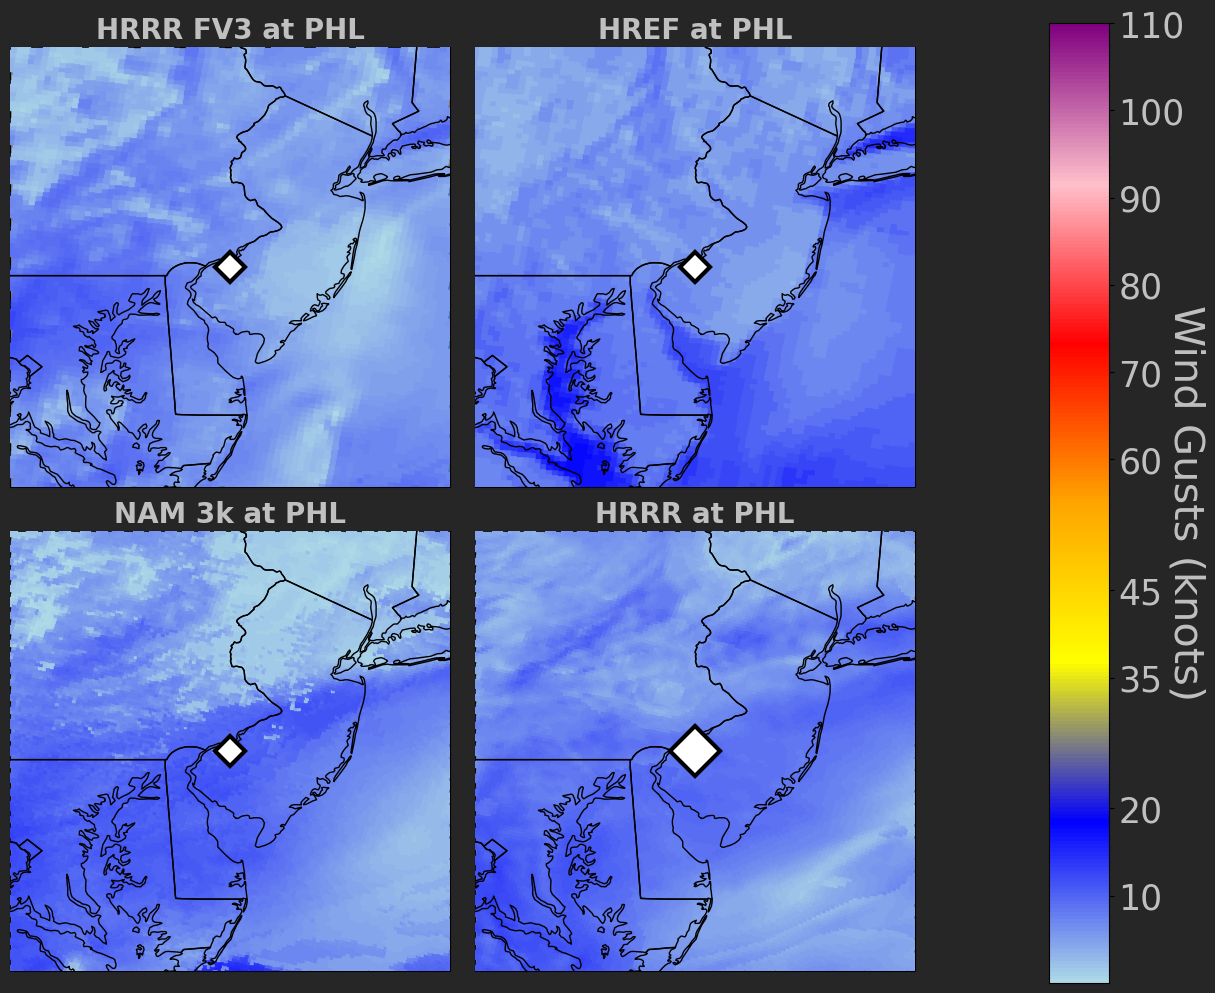 HRRR FV3 at PHL
HREF at PHL
NAM 3k at PHL
HRRR at PHL
110
100
90
80
70
60
45
35
20
10
Wind Gusts (knots)